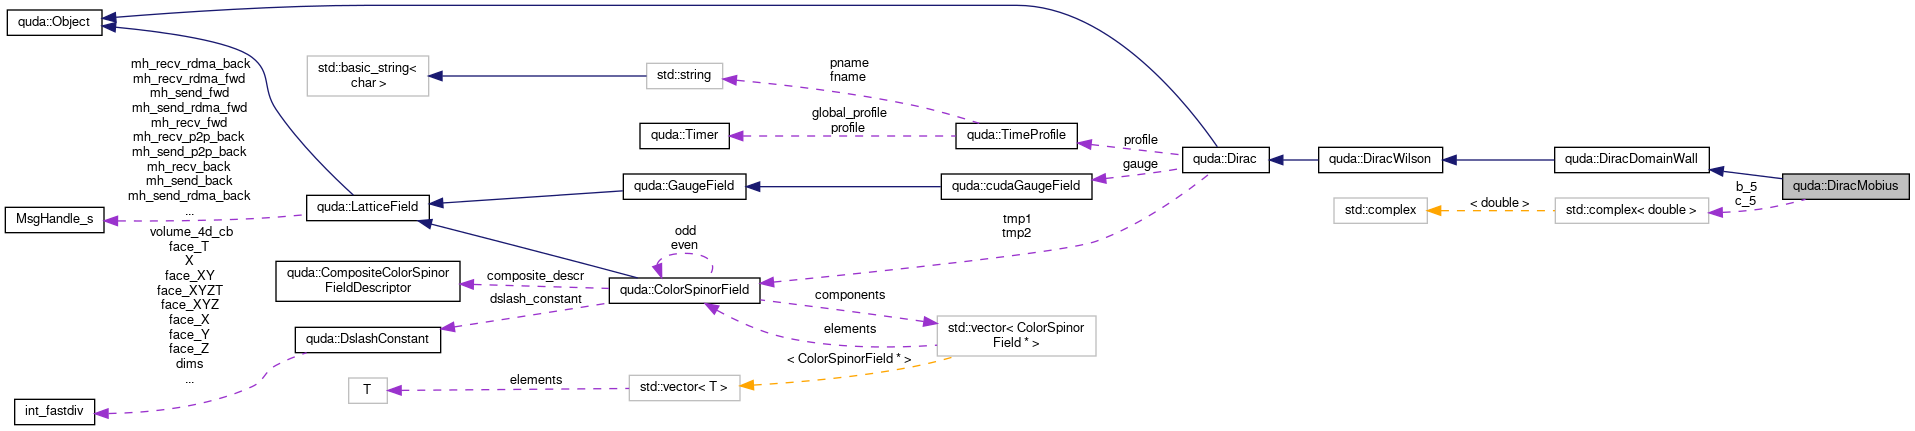 quda::Object
mh_recv_rdma_back
mh_recv_rdma_fwd
mh_send_fwd
mh_send_rdma_fwd
mh_recv_fwd
mh_recv_p2p_back
mh_send_p2p_back
mh_recv_back
mh_send_back
mh_send_rdma_back
...
MsgHandle_s
volume_4d_cb
face_T
X
face_XY
face_XYZT
face_XYZ
face_X
face_Y
face_Z
dims
...
int_fastdiv
std::basic_string<
char >
quda::LatticeField
quda::CompositeColorSpinor
FieldDescriptor
quda::DslashConstant
T
composite_descr
dslash_constant
elements
std::string
quda::Timer
quda::GaugeField
odd
even
quda::ColorSpinorField
std::vector< T >
pname
fname
global_profile
profile
components
elements
< ColorSpinorField * >
quda::TimeProfile
quda::cudaGaugeField
tmp1
tmp2
std::vector< ColorSpinor
Field * >
profile
gauge
quda::Dirac
quda::DiracWilson
std::complex
< double >
quda::DiracDomainWall
std::complex< double >
b_5
c_5
quda::DiracMobius